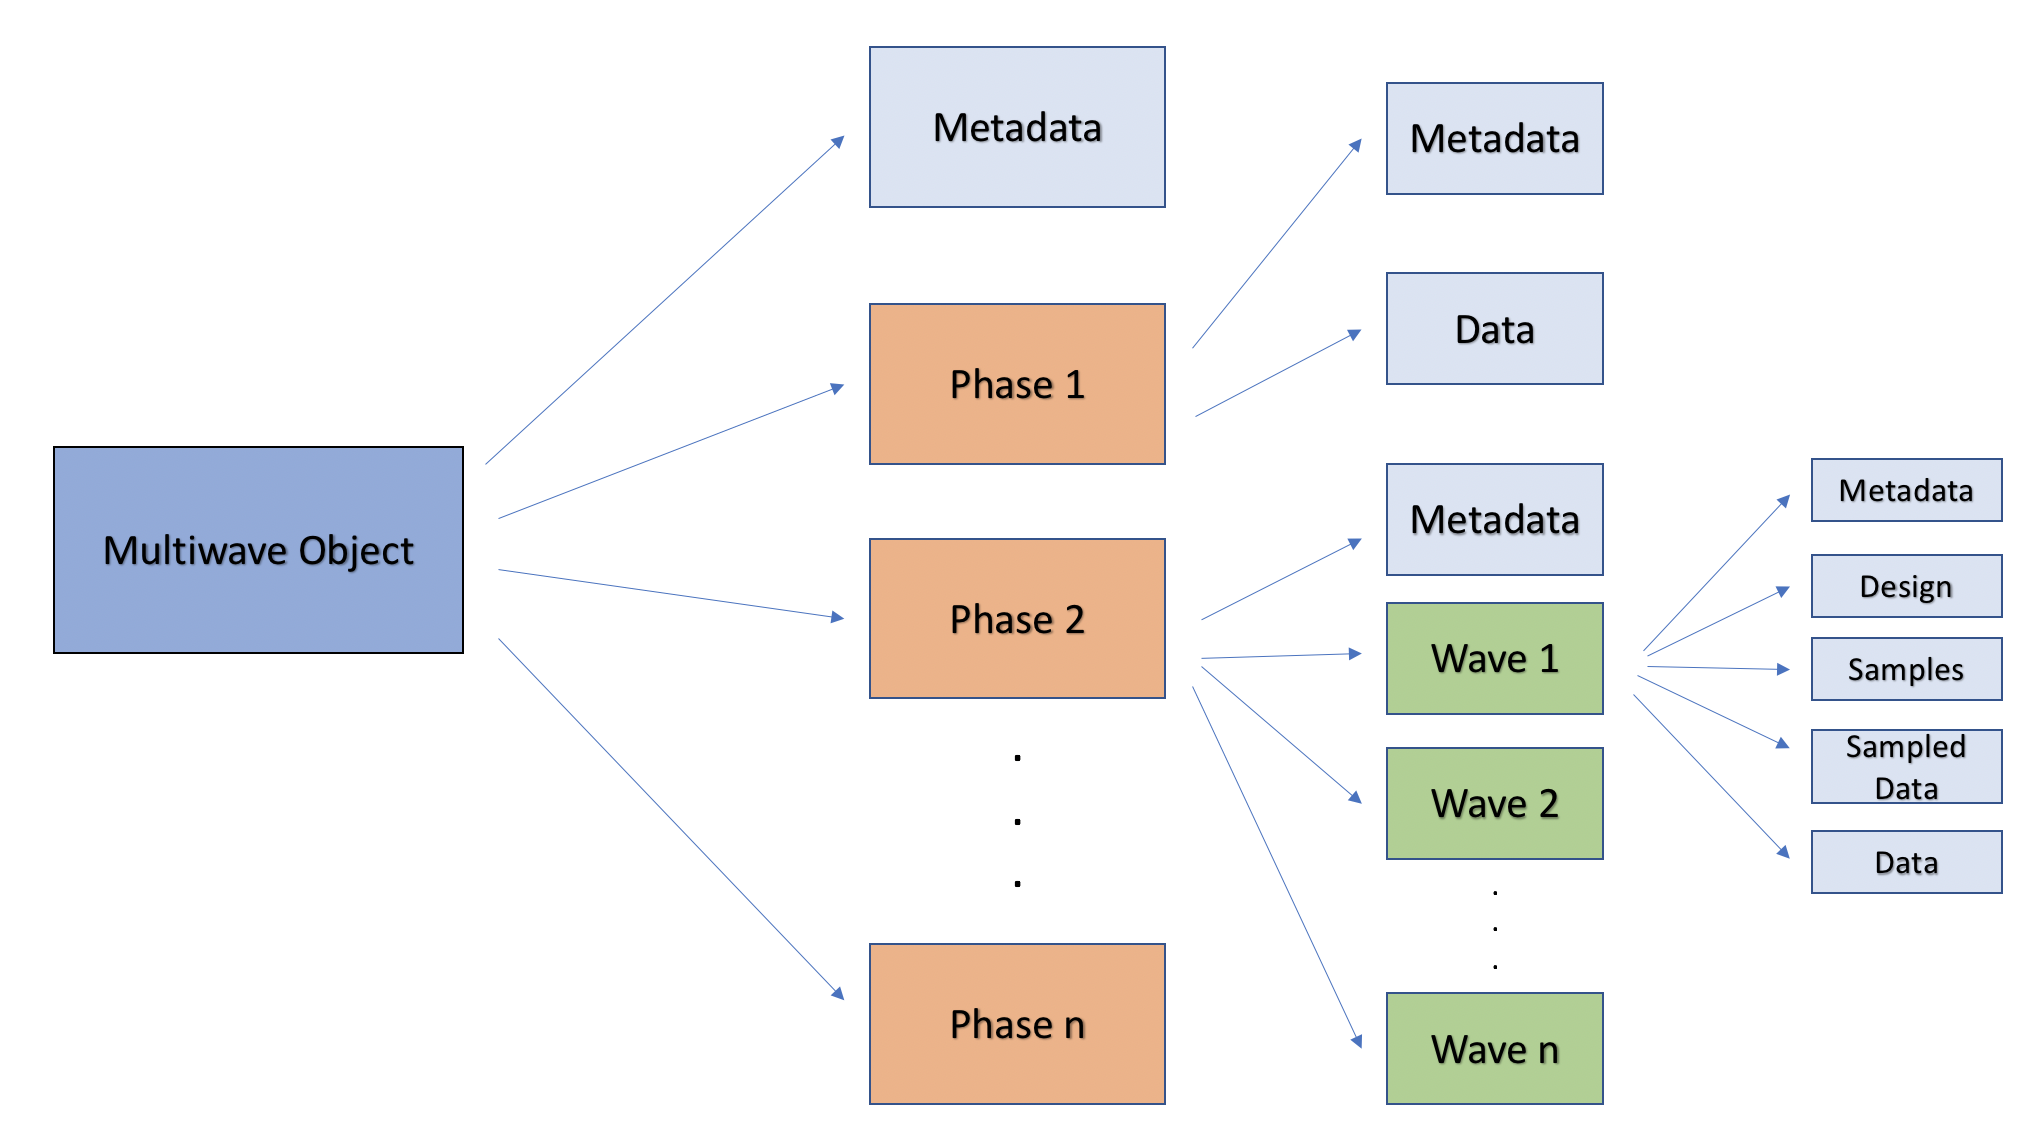 Multiwave Object
Metadata
Phase 1
Phase 2
.
.
.
Phase n
Metadata
Data
Metadata
Wave 1
Wave 2
.
.
.
Wave n
Metadata
Design
Samples
Sampled
Data
Data